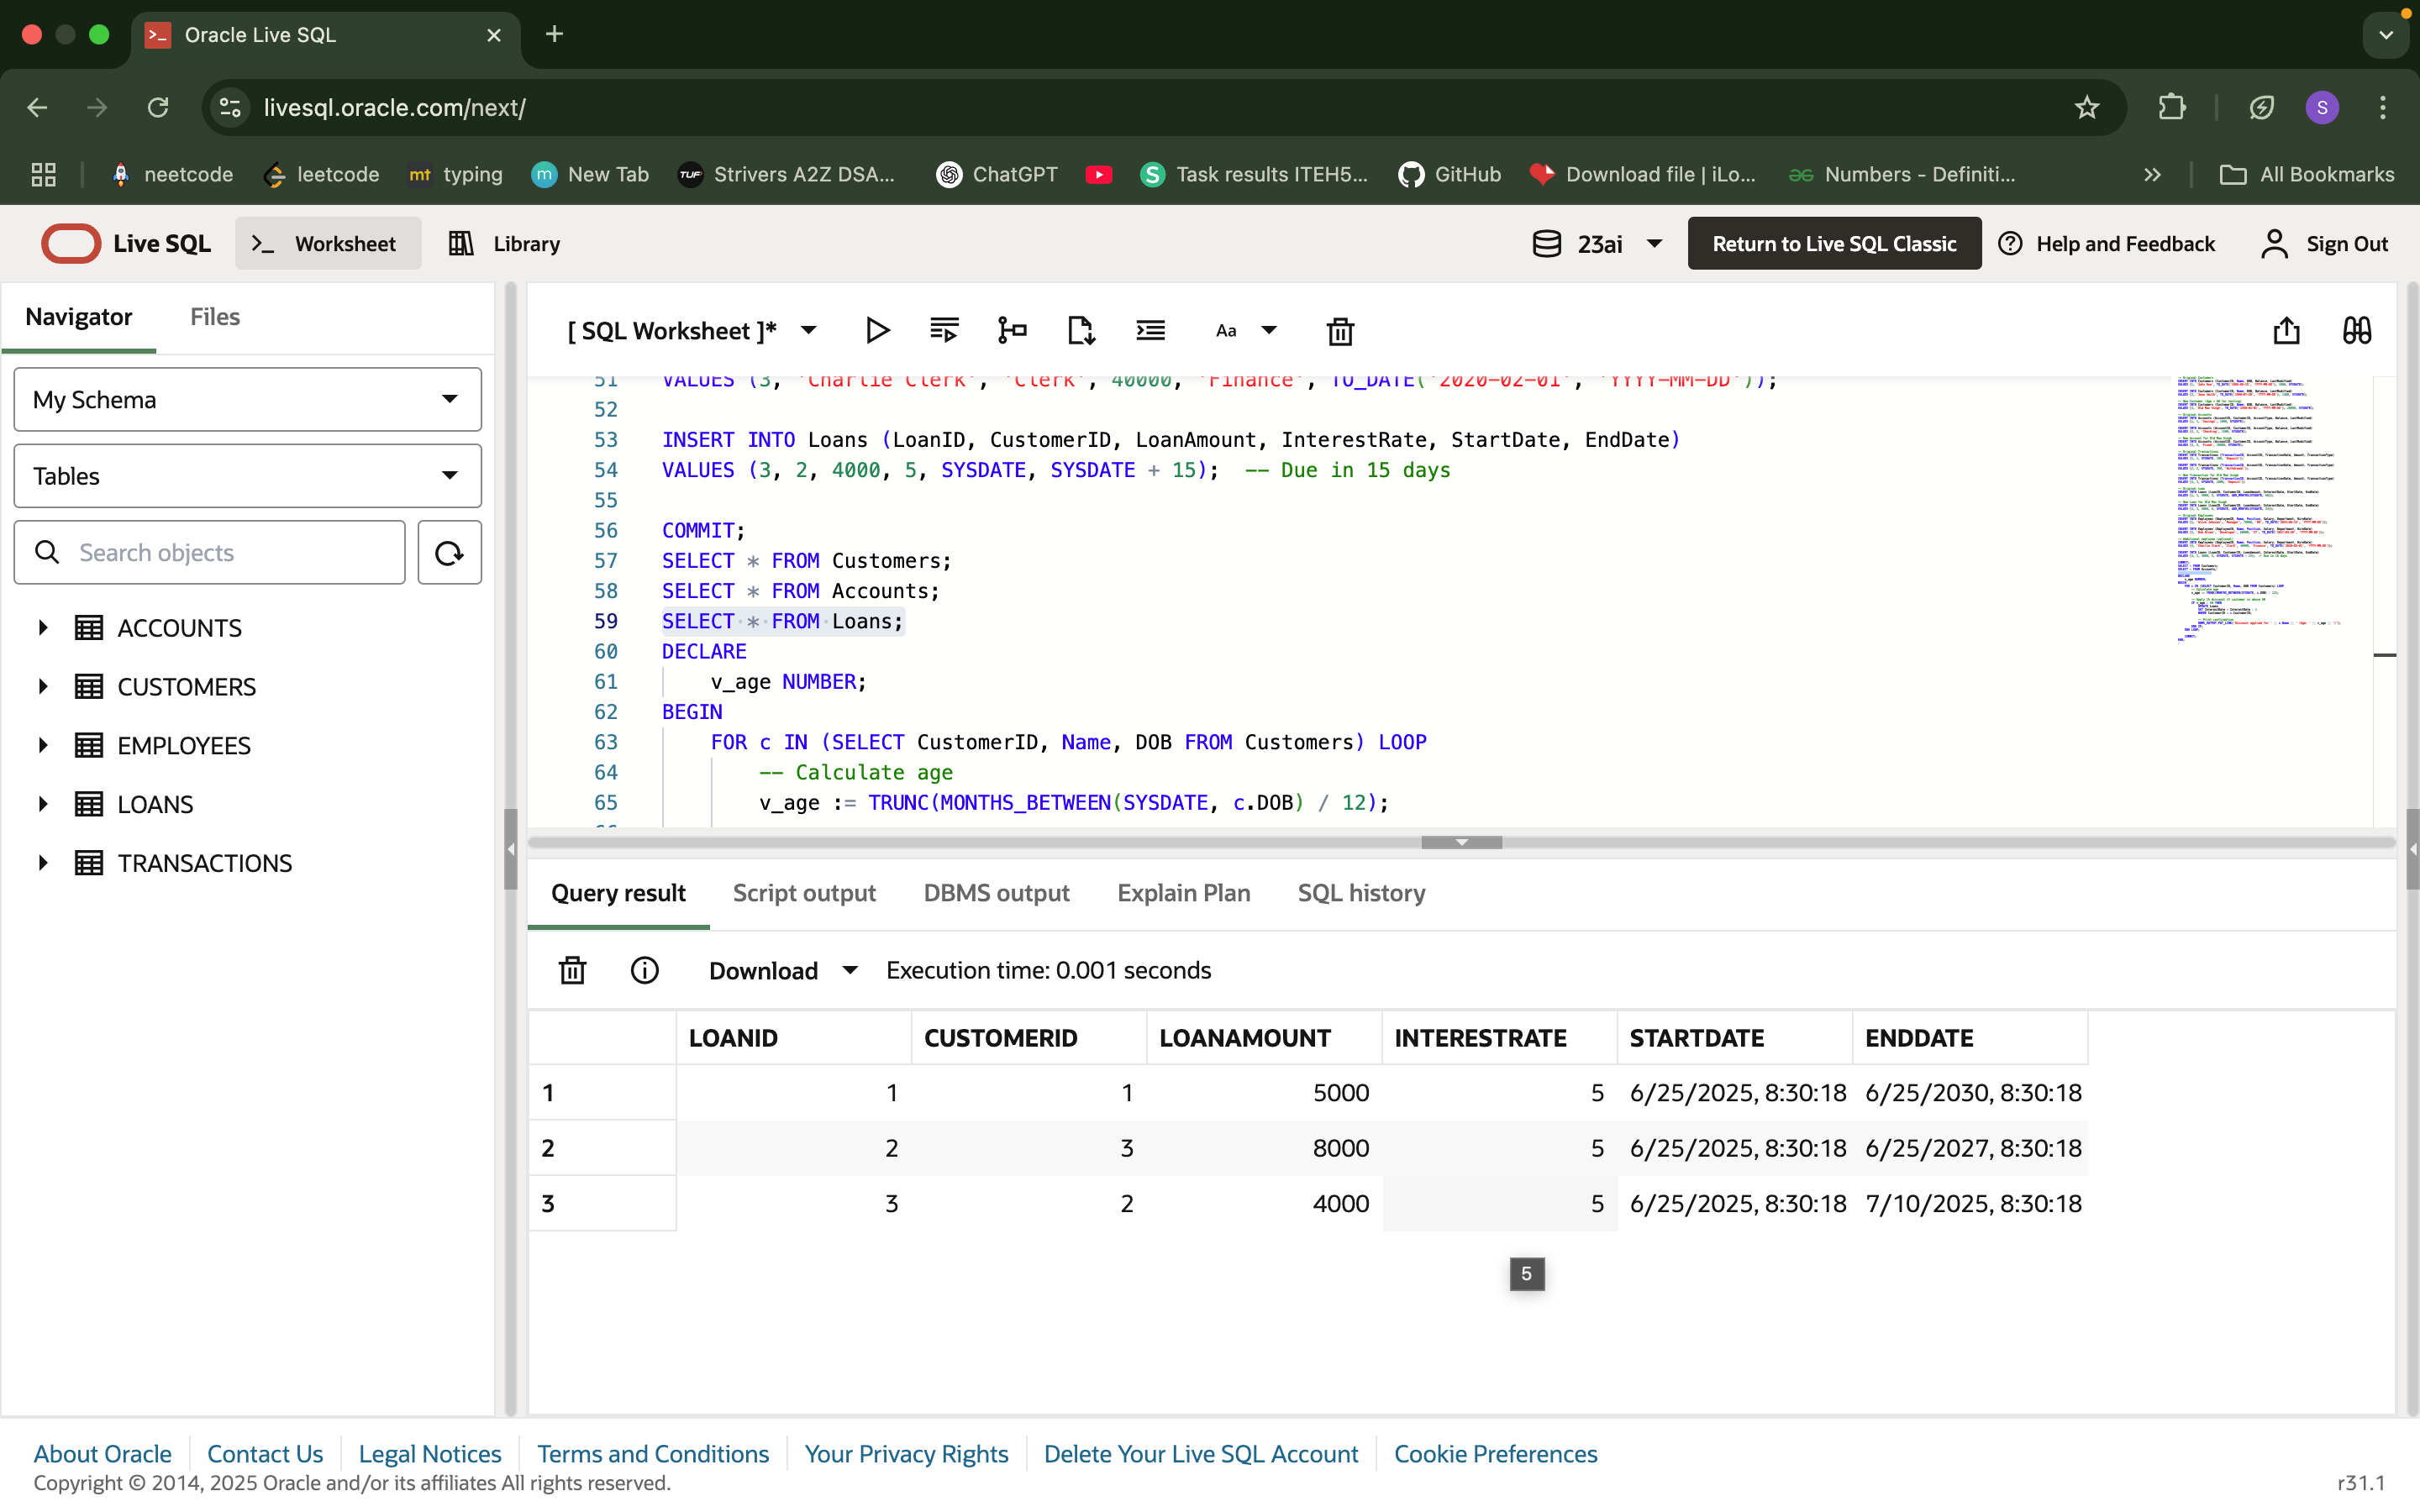 Oracle Live SQL
livesql.oracle.com/next/
S
neetcode
leetcode
mt typing
m New Tab
TUF Strivers A2Z DSA...
ChatGPT
S Task results ITEH5...
GitHub
Download file | iLo...
Numbers - Definiti...
All Bookmarks
Live SQL
Worksheet
Library
23ai
Return to Live SQL Classic
Help and Feedback
Sign Out
Navigator
Files
[ SQL Worksheet ]*
Aa
My Schema
Tables
Search objects
ACCOUNTS
CUSTOMERS
EMPLOYEES
LOANS
TRANSACTIONS
51 VALUES (3, 'Charlie Clerk', 'Clerk', 40000, 'Finance', TO_DATE('2020-02-01', 'YYYY-MM-DD'));
52
53 INSERT INTO Loans (LoanID, CustomerID, LoanAmount, InterestRate, StartDate, EndDate)
54 VALUES (3, 2, 4000, 5, SYSDATE, SYSDATE + 15);  -- Due in 15 days
55
56 COMMIT;
57 SELECT * FROM Customers;
58 SELECT * FROM Accounts;
59 SELECT * FROM Loans;
60 DECLARE
61 v_age NUMBER;
62 BEGIN
63 FOR c IN (SELECT CustomerID, Name, DOB FROM Customers) LOOP
64 -- Calculate age
65 v_age := TRUNC(MONTHS_BETWEEN(SYSDATE, c.DOB) / 12);
Query result
Script output
DBMS output
Explain Plan
SQL history
Download
Execution time: 0.001 seconds
LOANID CUSTOMERID LOANAMOUNT INTERESTRATE STARTDATE ENDDATE
1 1 1 5000 5 6/25/2025, 8:30:18 6/25/2030, 8:30:18
2 2 3 8000 5 6/25/2025, 8:30:18 6/25/2027, 8:30:18
3 3 2 4000 5 6/25/2025, 8:30:18 7/10/2025, 8:30:18
5
About Oracle
Contact Us
Legal Notices
Terms and Conditions
Your Privacy Rights
Delete Your Live SQL Account
Cookie Preferences
Copyright © 2014, 2025 Oracle and/or its affiliates All rights reserved.
r31.1